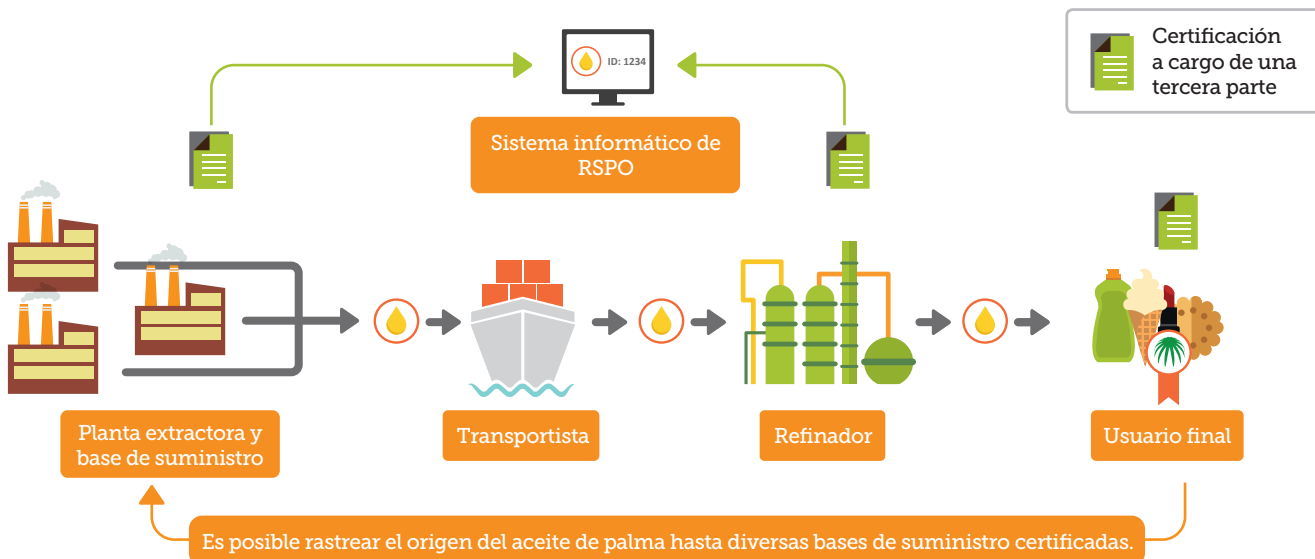 ID: 1234
Certificación
a cargo de una
tercera parte
Sistema informático de
RSPO
Planta extractora y
base de suministro
Transportista
Refinador
Usuario final
Es posible rastrear el origen del aceite de palma hasta diversas bases de suministro certificadas.